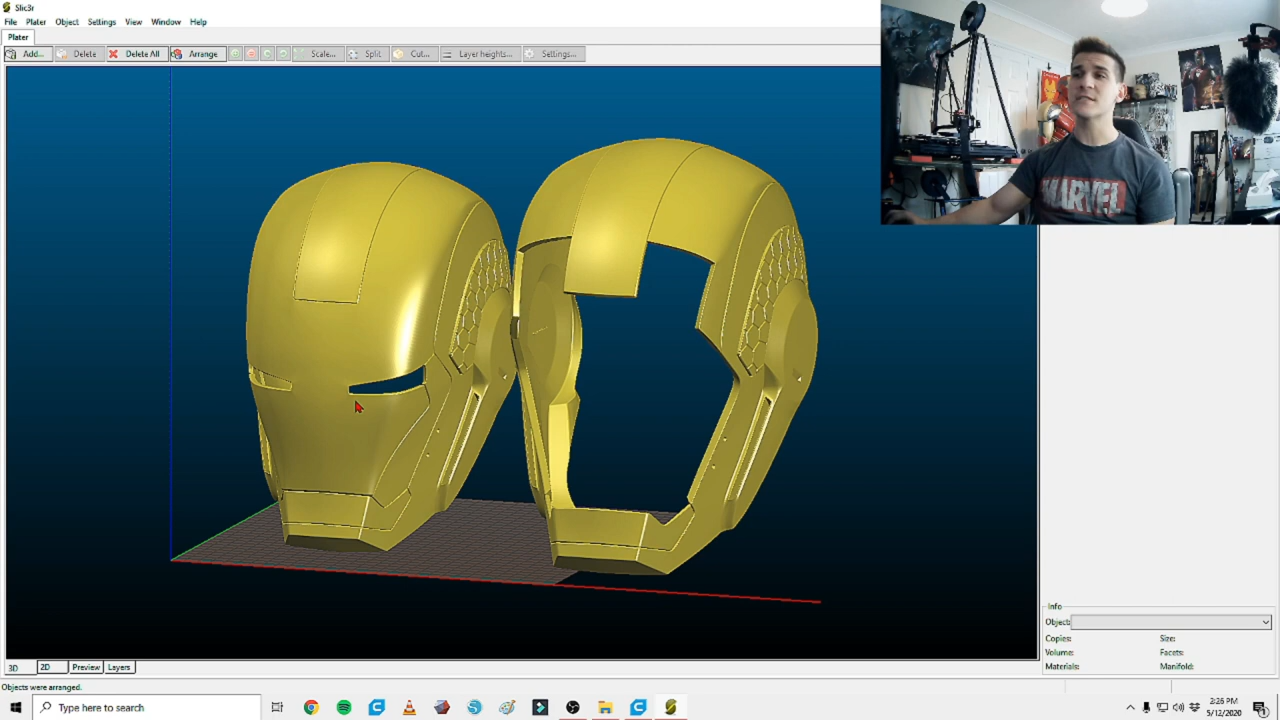 Slic3r
File Plater Object Settings View Window Help
Plater
Add... Delete Delete All Arrange Scale... Split Cut... Layer heights... Settings...
MARVEL
Info
Object:
Copies: Size:
Volume: Facets:
Materials: Manifold:
3D 2D Preview Layers
Objects were arranged.
Type here to search
2:26 PM
5/12/2020